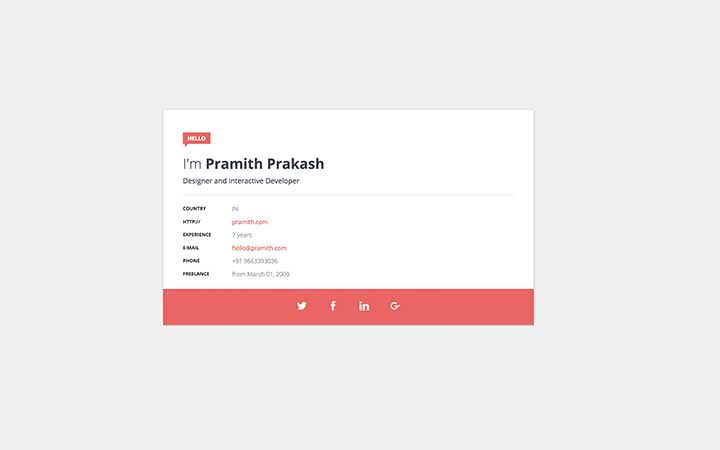 HELLO
I'm Pramith Prakash
Designer and Interactive Developer
COUNTRY IN
HTTP:// pramith.com
EXPERIENCE 7 years
E-MAIL hello@pramith.com
PHONE +91 9663393036
FREELANCE from March 01, 2009